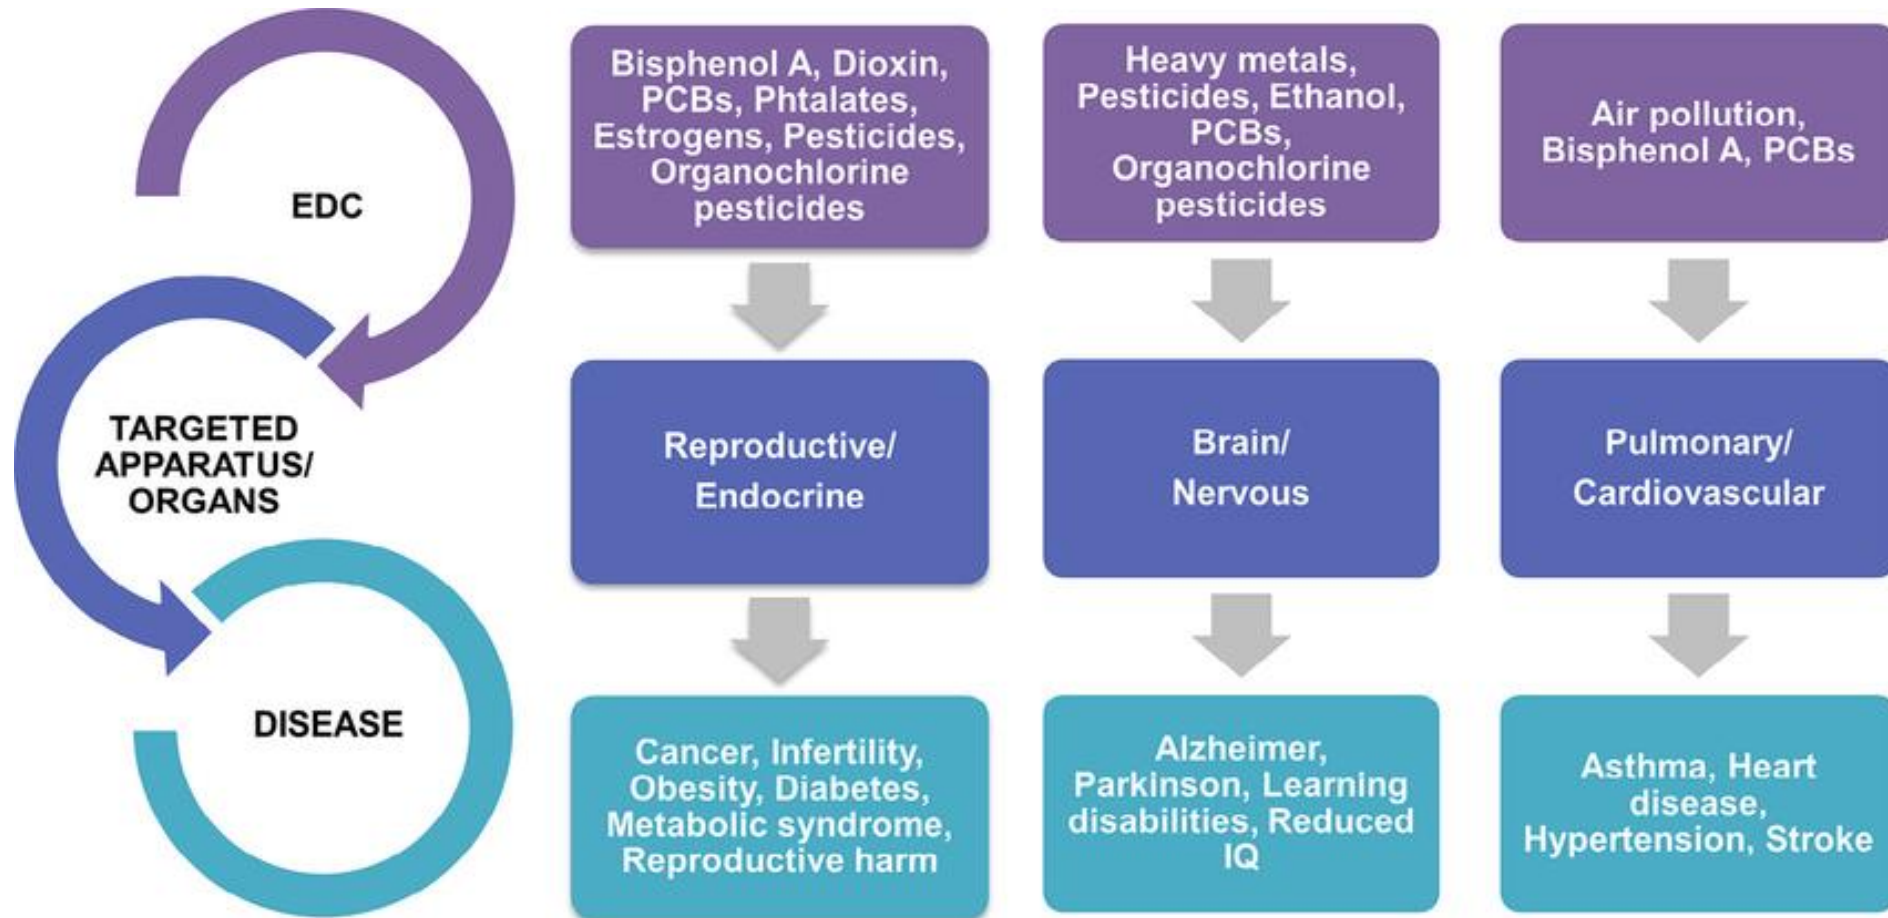 EDC
Bisphenol A, Dioxin,
PCBs, Phtalates,
Estrogens, Pesticides,
Organochlorine
pesticides
Heavy metals,
Pesticides, Ethanol,
PCBs,
Organochlorine
pesticides
Air pollution,
Bisphenol A, PCBs
TARGETED
APPARATUS/
ORGANS
Reproductive/
Endocrine
Brain/
Nervous
Pulmonary/
Cardiovascular
DISEASE
Cancer, Infertility,
Obesity, Diabetes,
Metabolic syndrome,
Reproductive harm
Alzheimer,
Parkinson, Learning
disabilities, Reduced
IQ
Asthma, Heart
disease,
Hypertension, Stroke